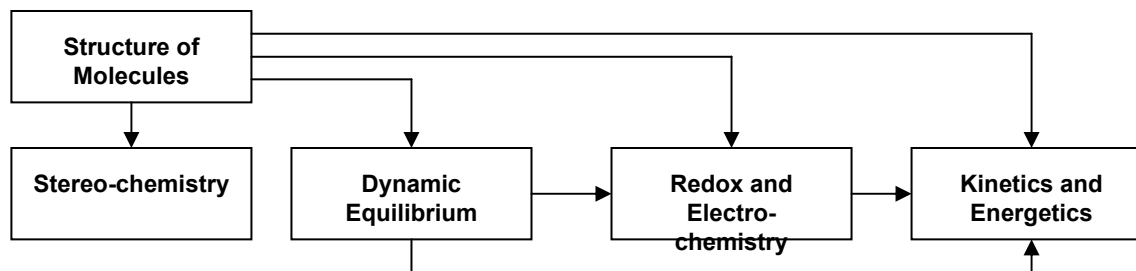 Structure of
Molecules
Stereo-chemistry
Dynamic
Equilibrium
Redox and
Electro-
chemistry
Kinetics and
Energetics